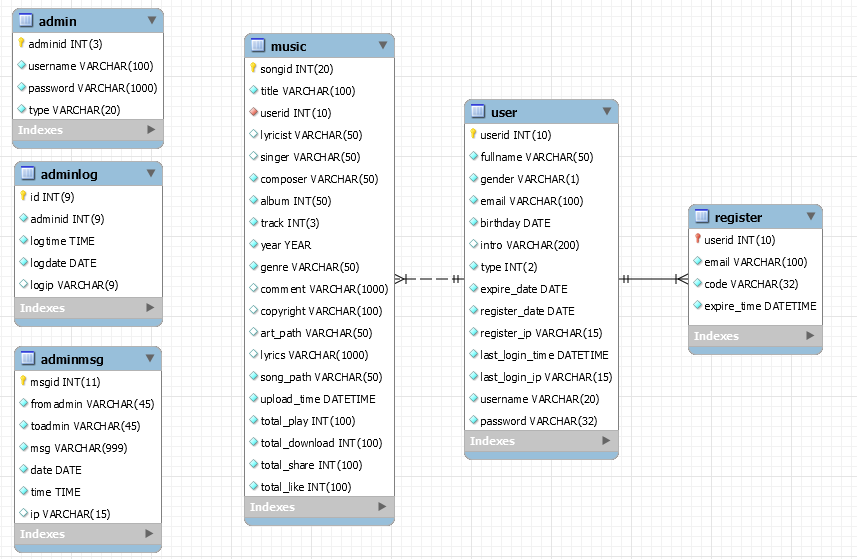 admin
adminid INT(3)
username VARCHAR(100)
password VARCHAR(1000)
type VARCHAR(20)
Indexes
adminlog
id INT(9)
adminid INT(9)
logtime TIME
logdate DATE
logip VARCHAR(9)
Indexes
adminmsg
msgid INT(11)
fromadmin VARCHAR(45)
toadmin VARCHAR(45)
msg VARCHAR(999)
date DATE
time TIME
ip VARCHAR(15)
Indexes
music
songid INT(20)
title VARCHAR(100)
userid INT(10)
lyricist VARCHAR(50)
singer VARCHAR(50)
composer VARCHAR(50)
album INT(50)
track INT(3)
year YEAR
genre VARCHAR(50)
comment VARCHAR(1000)
copyright VARCHAR(100)
art_path VARCHAR(50)
lyrics VARCHAR(1000)
song_path VARCHAR(50)
upload_time DATETIME
total_play INT(100)
total_download INT(100)
total_share INT(100)
total_like INT(100)
Indexes
user
userid INT(10)
fullname VARCHAR(50)
gender VARCHAR(1)
email VARCHAR(100)
birthday DATE
intro VARCHAR(200)
type INT(2)
expire_date DATE
register_date DATE
register_ip VARCHAR(15)
last_login_time DATETIME
last_login_ip VARCHAR(15)
username VARCHAR(20)
password VARCHAR(32)
Indexes
register
userid INT(10)
email VARCHAR(100)
code VARCHAR(32)
expire_time DATETIME
Indexes